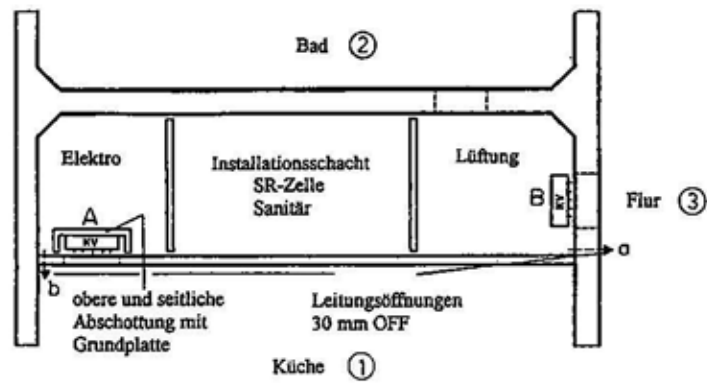 Bad ②
Elektro
Installationsschacht
SR-Zelle
Sanitär
Lüftung
A
KV
B
KV
Flur ③
a
b
obere und seitliche
Abschottung mit
Grundplatte
Leitungsöffnungen
30 mm OFF
Küche ①